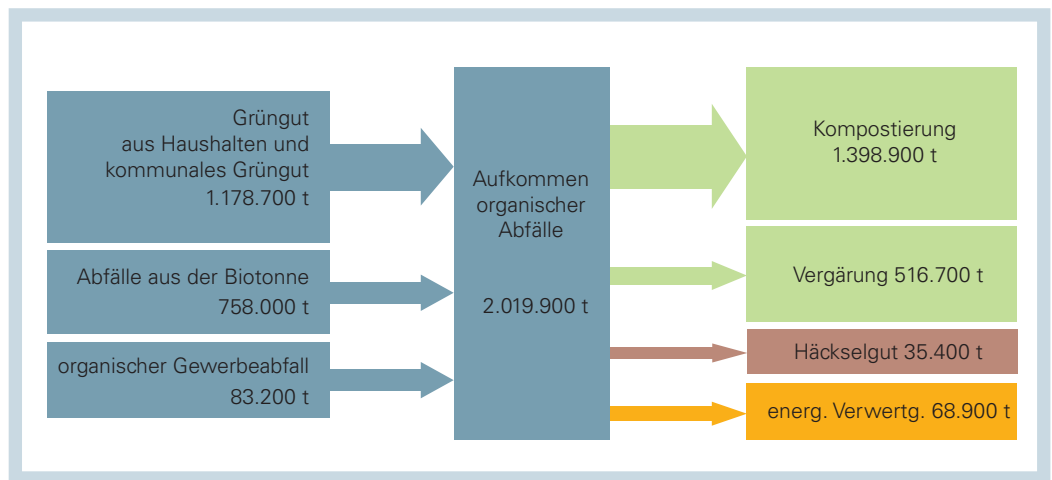 Grüngut
aus Haushalten und
kommunales Grüngut
1.178.700 t
Abfälle aus der Biotonne
758.000 t
organischer Gewerbeabfall
83.200 t
Aufkommen
organischer
Abfälle
2.019.900 t
Kompostierung
1.398.900 t
Vergärung 516.700 t
Häckselgut 35.400 t
energ. Verwertg. 68.900 t